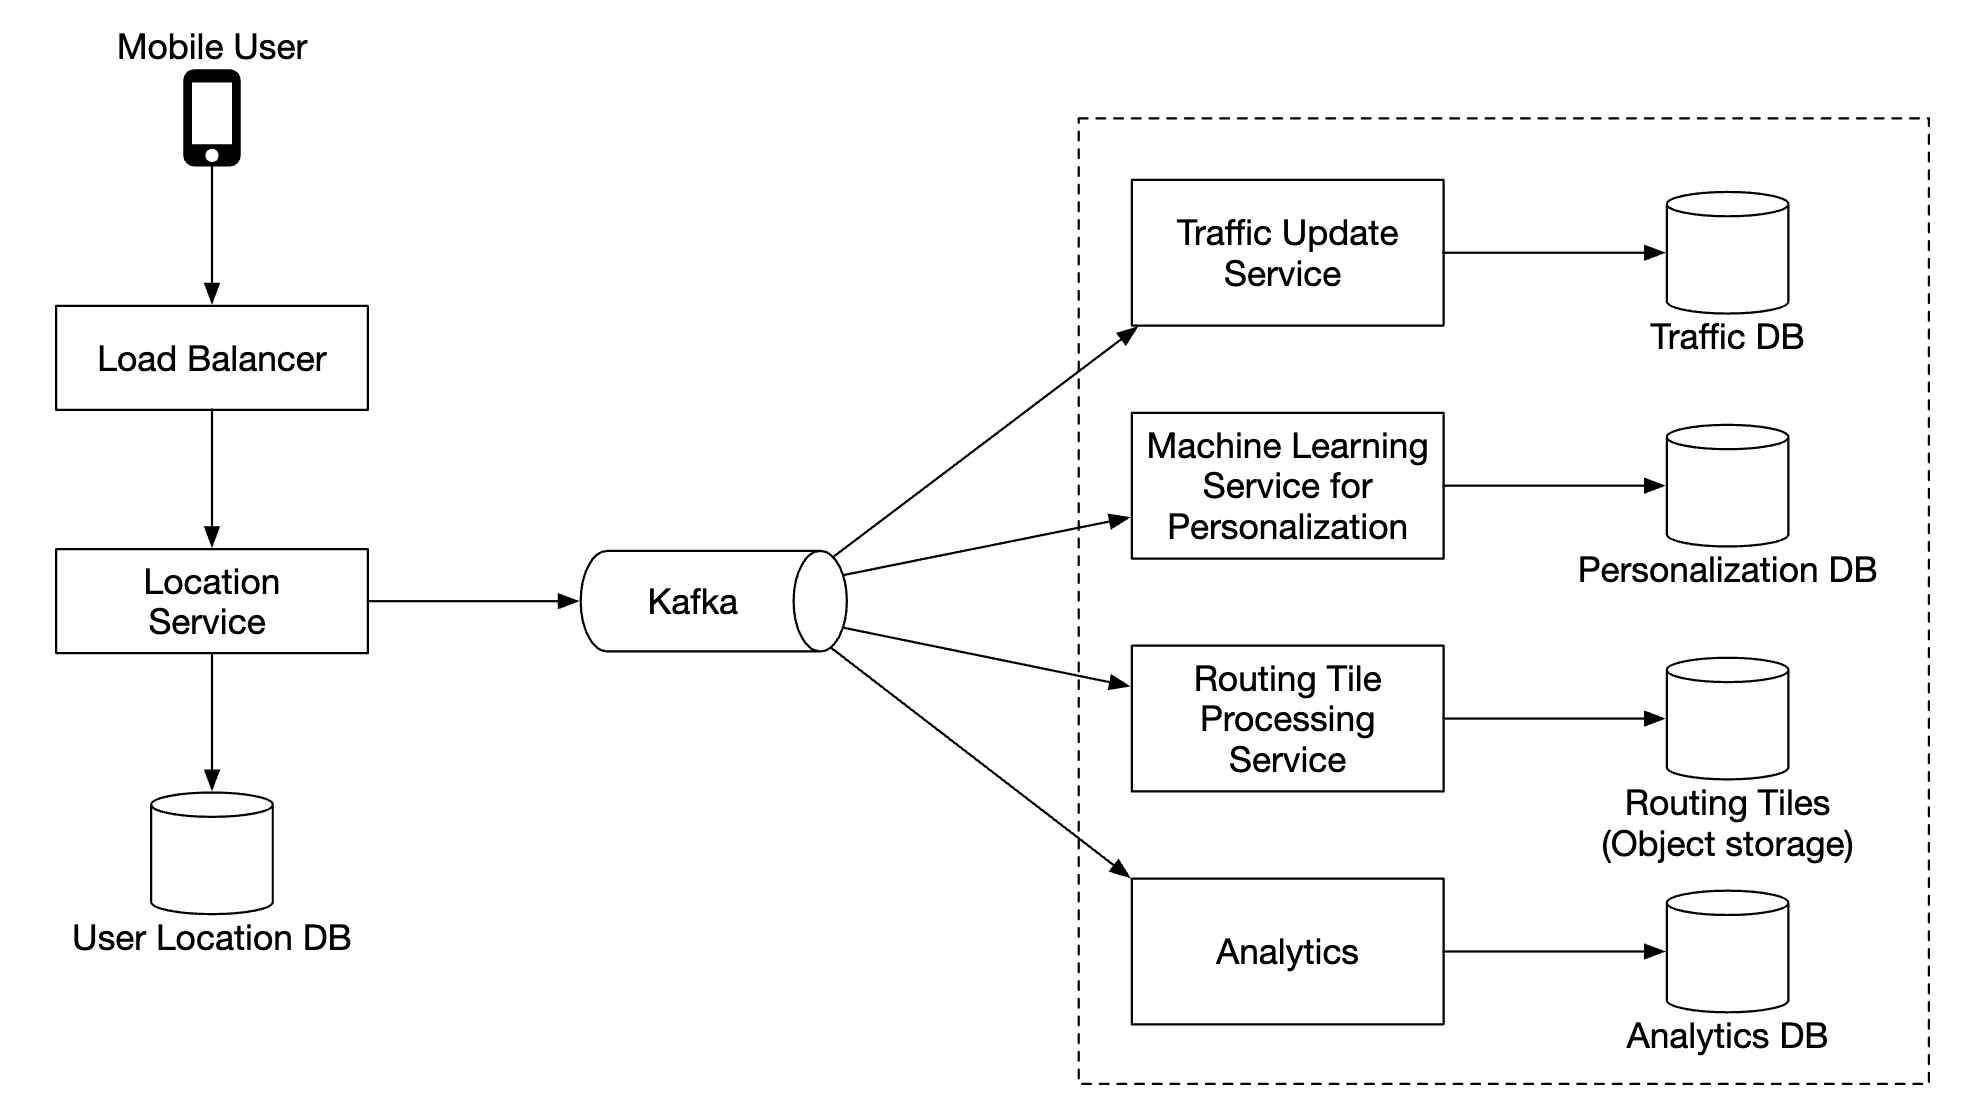 Mobile User
Load Balancer
Location
Service
User Location DB
Kafka
Traffic Update
Service
Traffic DB
Machine Learning
Service for
Personalization
Personalization DB
Routing Tile
Processing
Service
Routing Tiles
(Object storage)
Analytics
Analytics DB